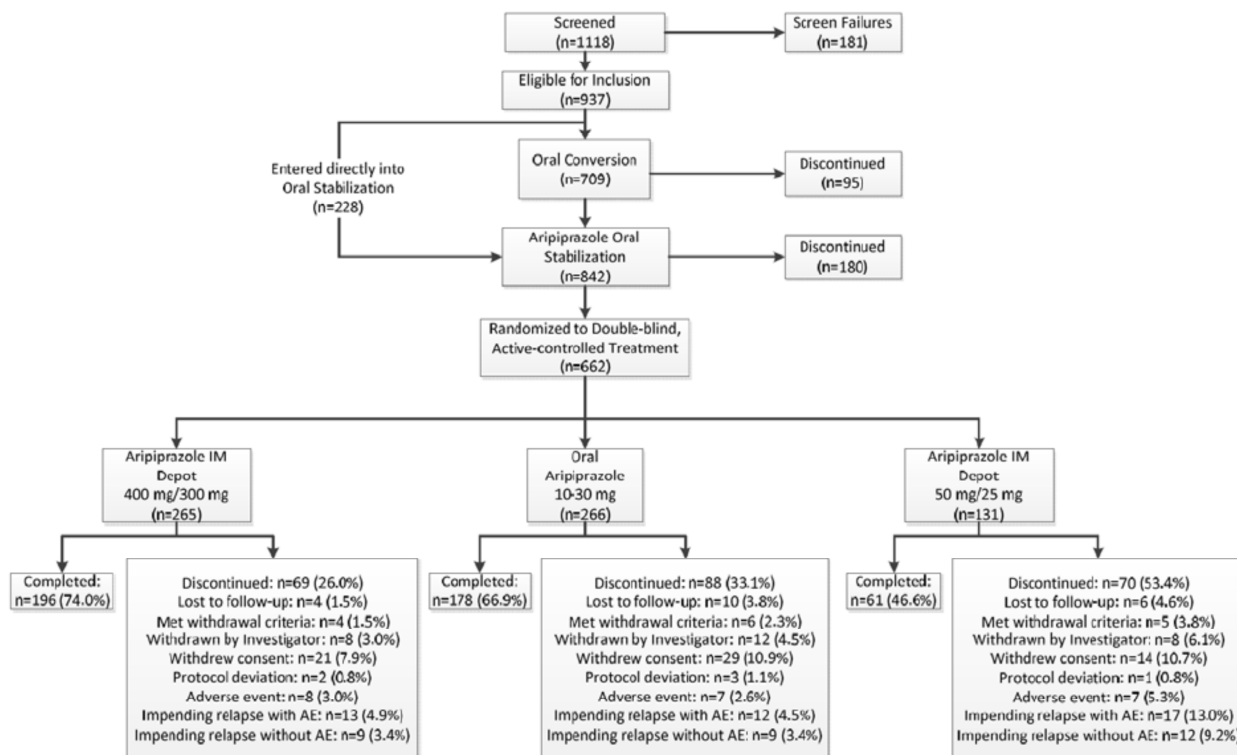 Screened
(n=1118)
Screen Failures
(n=181)
Eligible for Inclusion
(n=937)
Entered directly into
Oral Stabilization
(n=228)
Oral Conversion
(n=709)
Discontinued
(n=95)
Aripiprazole Oral
Stabilization
(n=842)
Discontinued
(n=180)
Randomized to Double-blind,
Active-controlled Treatment
(n=662)
Aripiprazole IM
Depot
400 mg/300 mg
(n=265)
Oral
Aripiprazole
10-30 mg
(n=266)
Aripiprazole IM
Depot
50 mg/25 mg
(n=131)
Completed:
n=196 (74.0%)
Discontinued: n=69 (26.0%)
Lost to follow-up: n=4 (1.5%)
Met withdrawal criteria: n=4 (1.5%)
Withdrawn by Investigator: n=8 (3.0%)
Withdrew consent: n=21 (7.9%)
Protocol deviation: n=2 (0.8%)
Adverse event: n=8 (3.0%)
Impending relapse with AE: n=13 (4.9%)
Impending relapse without AE: n=9 (3.4%)
Completed:
n=178 (66.9%)
Discontinued: n=88 (33.1%)
Lost to follow-up: n=10 (3.8%)
Met withdrawal criteria: n=6 (2.3%)
Withdrawn by Investigator: n=12 (4.5%)
Withdrew consent: n=29 (10.9%)
Protocol deviation: n=3 (1.1%)
Adverse event: n=7 (2.6%)
Impending relapse with AE: n=12 (4.5%)
Impending relapse without AE: n=9 (3.4%)
Completed:
n=61 (46.6%)
Discontinued: n=70 (53.4%)
Lost to follow-up: n=6 (4.6%)
Met withdrawal criteria: n=5 (3.8%)
Withdrawn by Investigator: n=8 (6.1%)
Withdrew consent: n=14 (10.7%)
Protocol deviation: n=1 (0.8%)
Adverse event: n=7 (5.3%)
Impending relapse with AE: n=17 (13.0%)
Impending relapse without AE: n=12 (9.2%)